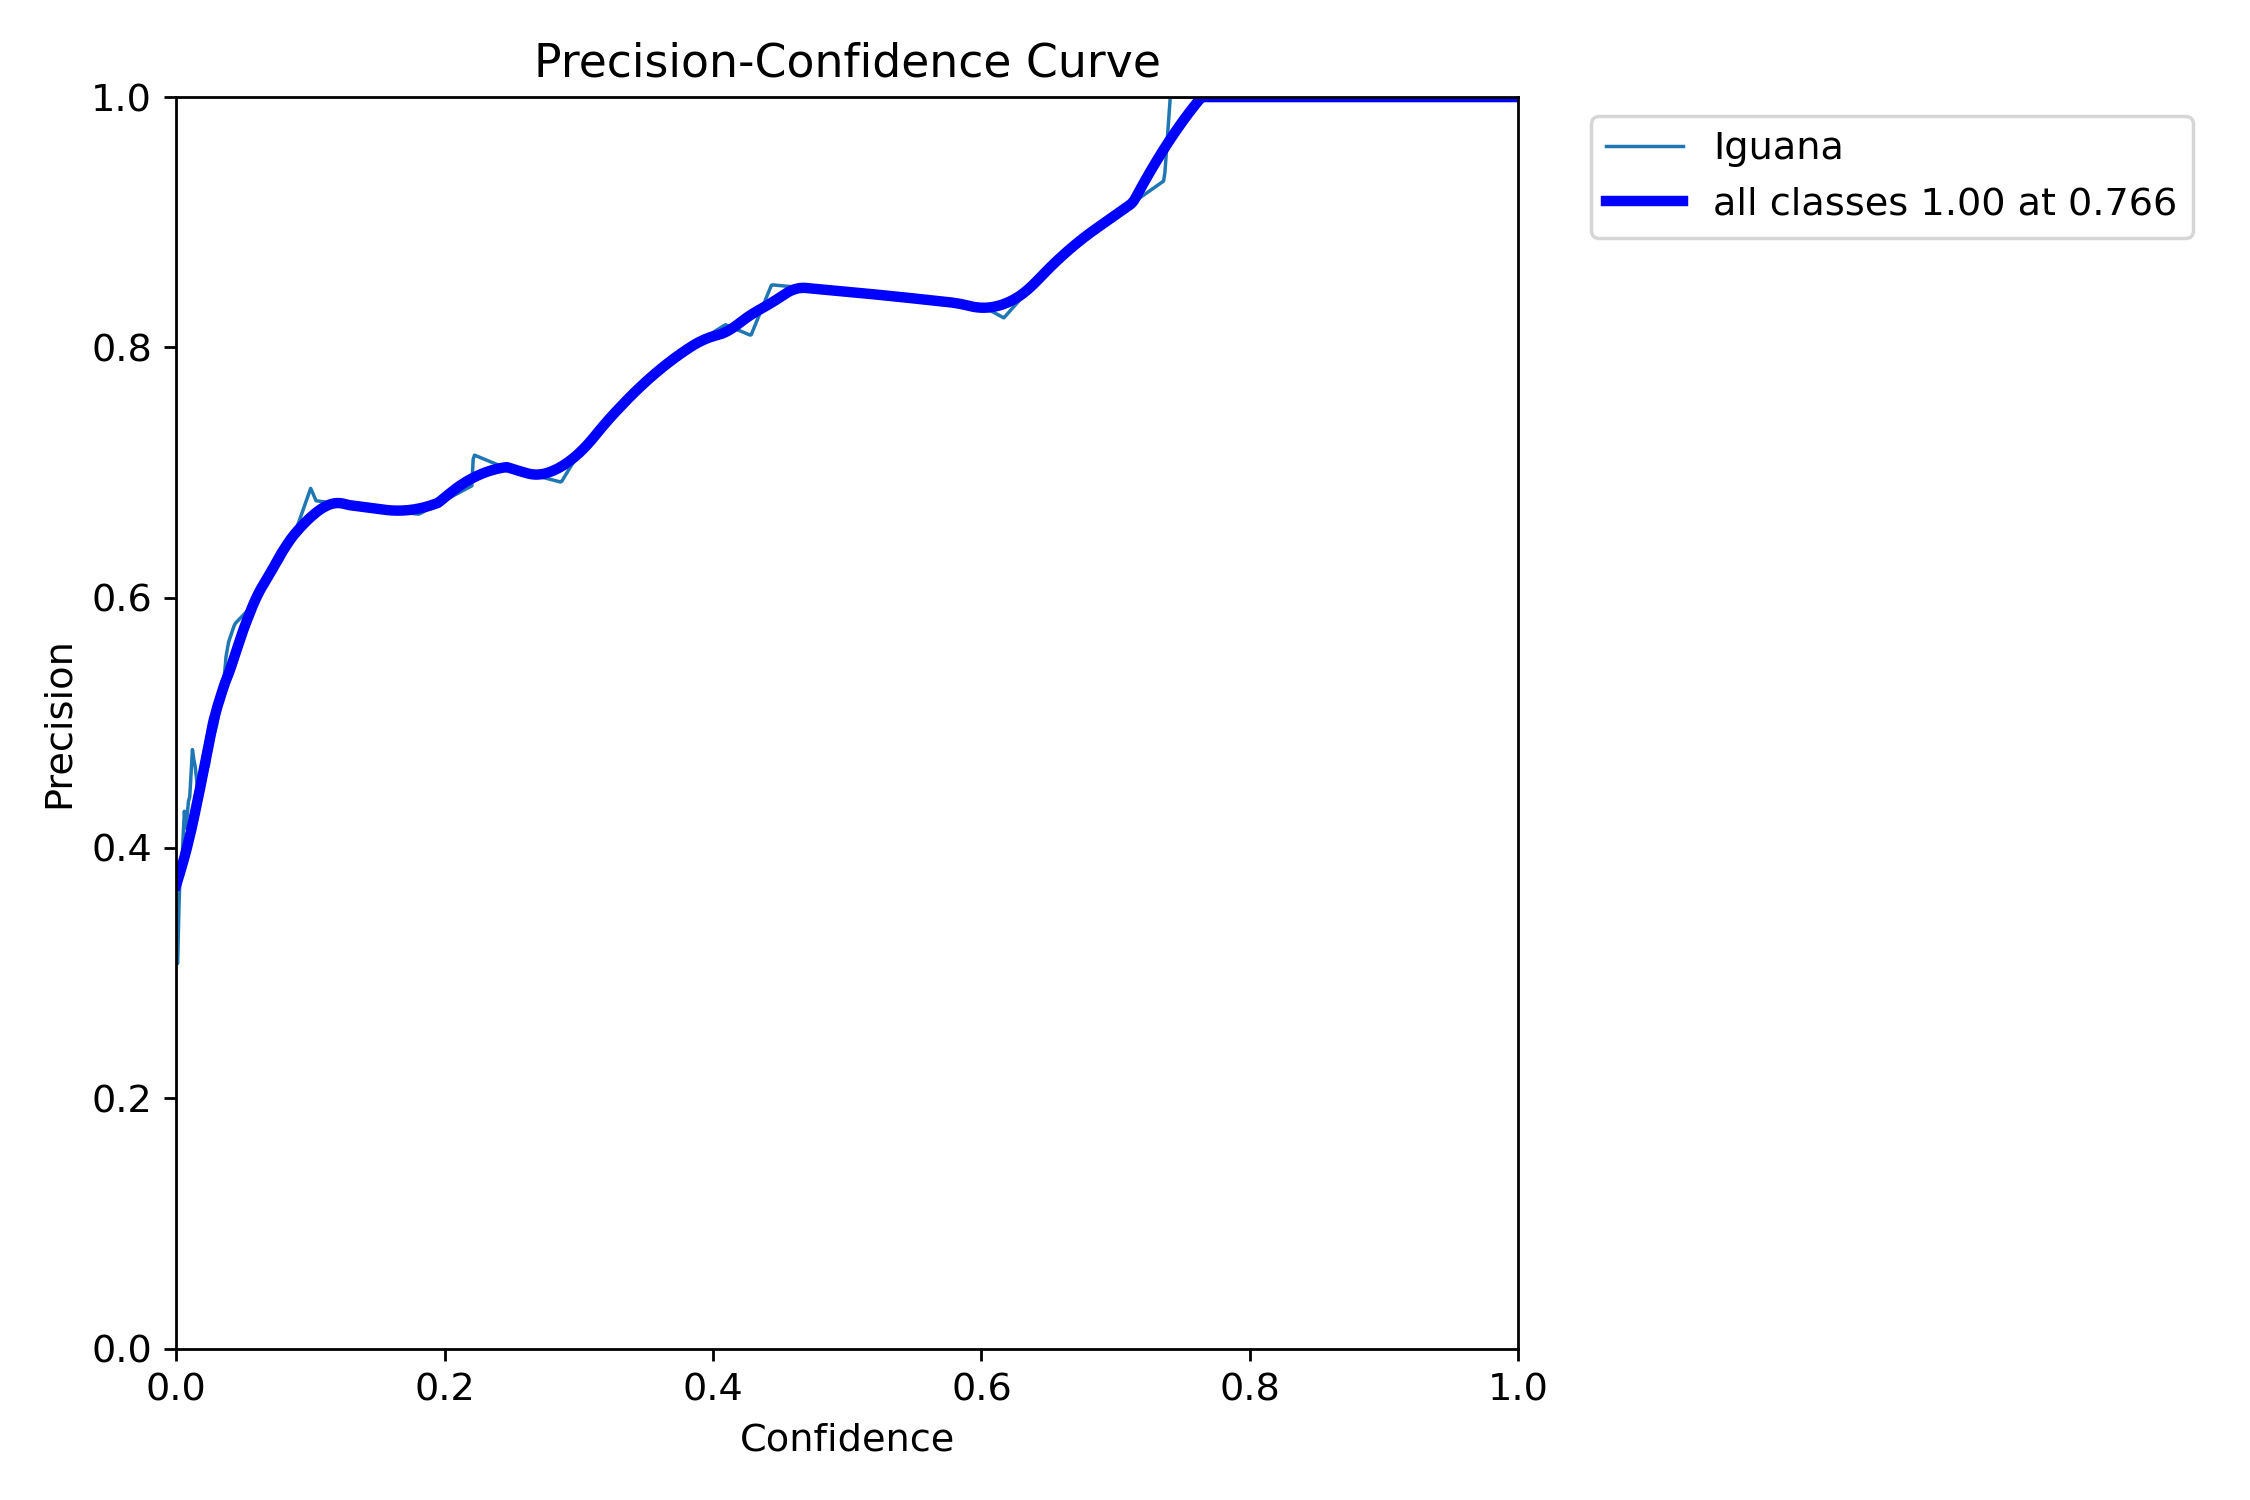 Precision-Confidence Curve
1.0
0.8
0.6
0.4
0.2
0.0
Precision
0.0 0.2 0.4 0.6 0.8 1.0
Confidence
Iguana
all classes 1.00 at 0.766